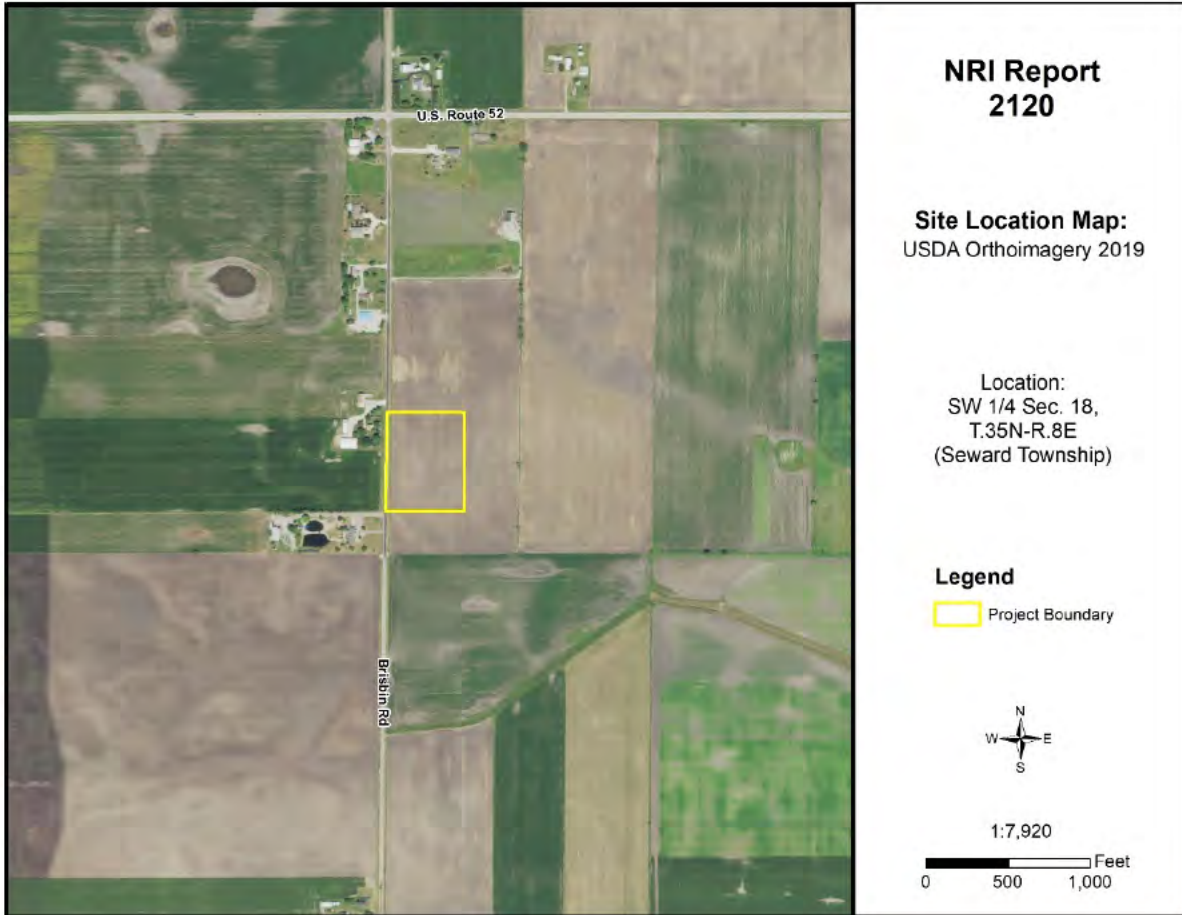 U.S. Route 52
Brisbin Rd
NRI Report
2120
Site Location Map:
USDA Orthoimagery 2019
Location:
SW 1/4 Sec. 18,
T.35N-R.8E
(Seward Township)
Legend
Project Boundary
N
W E
S
1:7,920
Feet
0 500 1,000